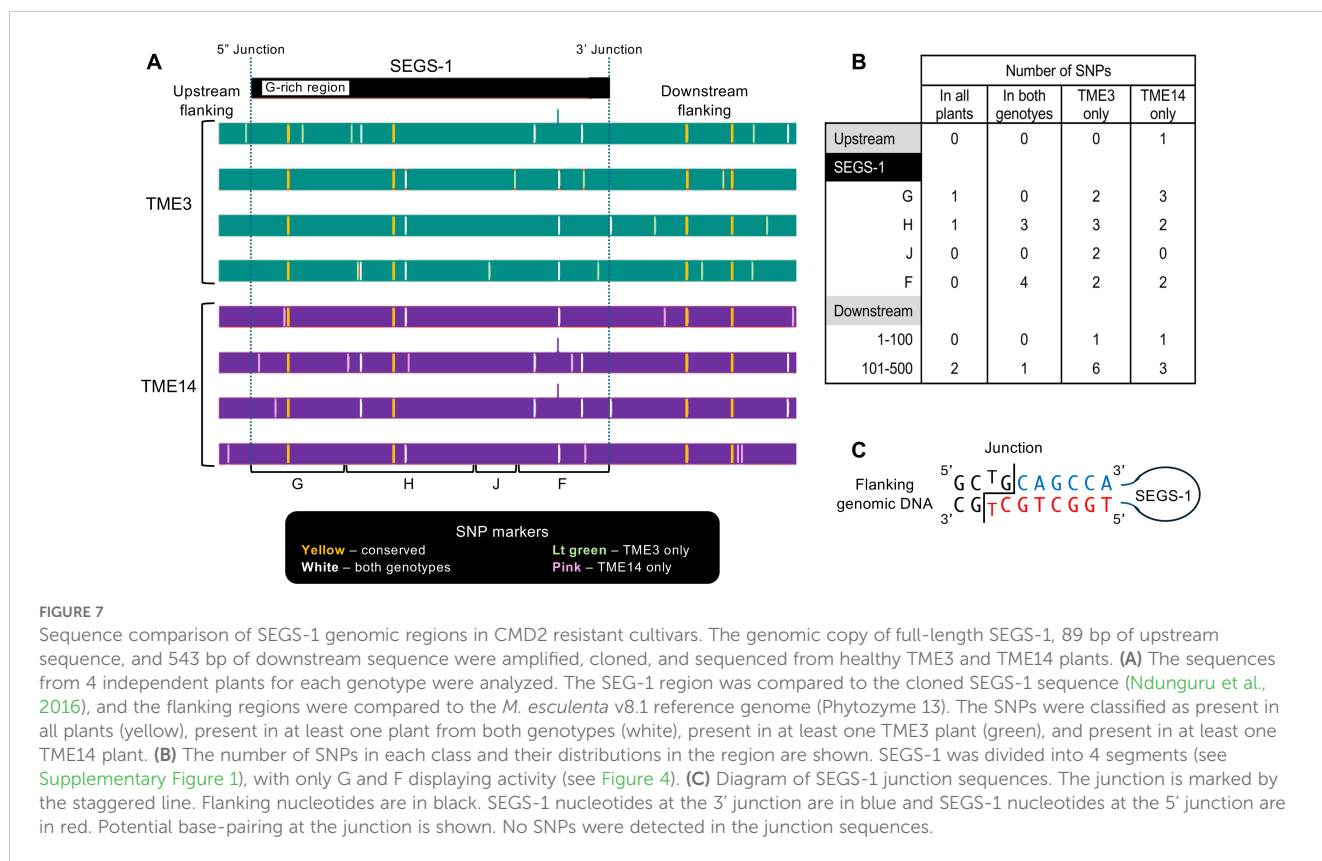 A
5" Junction
3' Junction
SEGS-1
G-rich region
Upstream
flanking
Downstream
flanking
TME3
TME14
G H J F
SNP markers
Yellow – conserved Lt green – TME3 only
White – both genotypes Pink – TME14 only
B
Number of SNPs
In all In both TME3 TME14
plants genotyes only only
Upstream 0 0 0 1
SEGS-1
G 1 0 2 3
H 1 3 3 2
J 0 0 2 0
F 0 4 2 2
Downstream
1-100 0 0 1 1
101-500 2 1 6 3
C
Junction
5' G C T G C A G C C A 3'
Flanking
genomic DNA
SEGS-1
3' C G T C G T C G G T 5'
FIGURE 7
Sequence comparison of SEGS-1 genomic regions in CMD2 resistant cultivars. The genomic copy of full-length SEGS-1, 89 bp of upstream
sequence, and 543 bp of downstream sequence were amplified, cloned, and sequenced from healthy TME3 and TME14 plants. (A) The sequences
from 4 independent plants for each genotype were analyzed. The SEG-1 region was compared to the cloned SEGS-1 sequence (Ndunguru et al.,
2016), and the flanking regions were compared to the M. esculenta v8.1 reference genome (Phytozyme 13). The SNPs were classified as present in
all plants (yellow), present in at least one plant from both genotypes (white), present in at least one TME3 plant (green), and present in at least one
TME14 plant. (B) The number of SNPs in each class and their distributions in the region are shown. SEGS-1 was divided into 4 segments (see
Supplementary Figure 1), with only G and F displaying activity (see Figure 4). (C) Diagram of SEGS-1 junction sequences. The junction is marked by
the staggered line. Flanking nucleotides are in black. SEGS-1 nucleotides at the 3' junction are in blue and SEGS-1 nucleotides at the 5' junction are
in red. Potential base-pairing at the junction is shown. No SNPs were detected in the junction sequences.